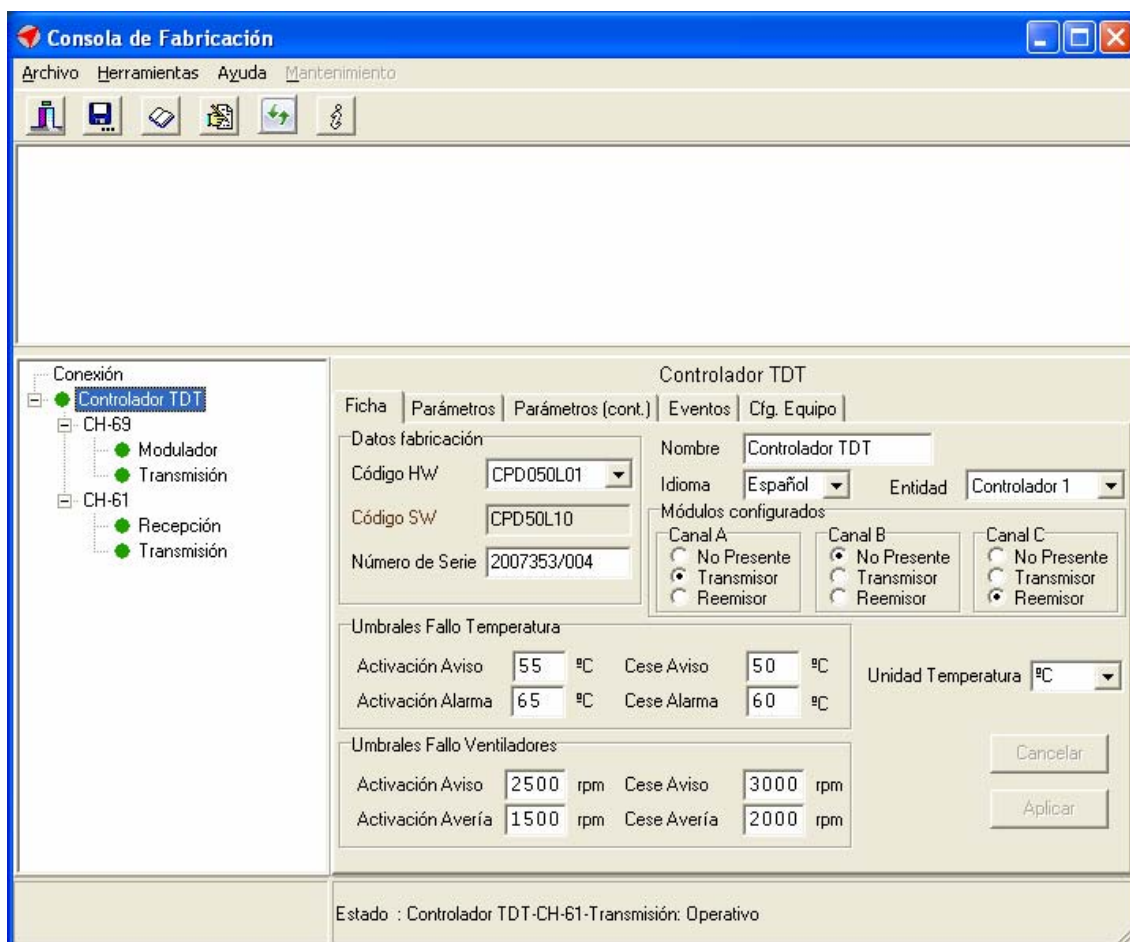 Consola de Fabricación
Archivo Herramientas Ayuda Mantenimiento
Conexión
Controlador TDT
CH-69
Modulador
Transmisión
CH-61
Recepción
Transmisión
Controlador TDT
Ficha Parámetros Parámetros (cont.) Eventos Cfg. Equipo
Datos fabricación
Código HW CPD050L01
Código SW CPD50L10
Número de Serie 2007353/004
Nombre Controlador TDT
Idioma Español Entidad Controlador 1
Módulos configurados
Canal A Canal B Canal C
No Presente No Presente No Presente
Transmisor Transmisor Transmisor
Reemisor Reemisor Reemisor
Umbrales Fallo Temperatura
Activación Aviso 55 ºC Cese Aviso 50 ºC
Activación Alarma 65 ºC Cese Alarma 60 ºC
Unidad Temperatura ºC
Umbrales Fallo Ventiladores
Activación Aviso 2500 rpm Cese Aviso 3000 rpm
Activación Avería 1500 rpm Cese Avería 2000 rpm
Cancelar
Aplicar
Estado : Controlador TDT-CH-61-Transmisión: Operativo